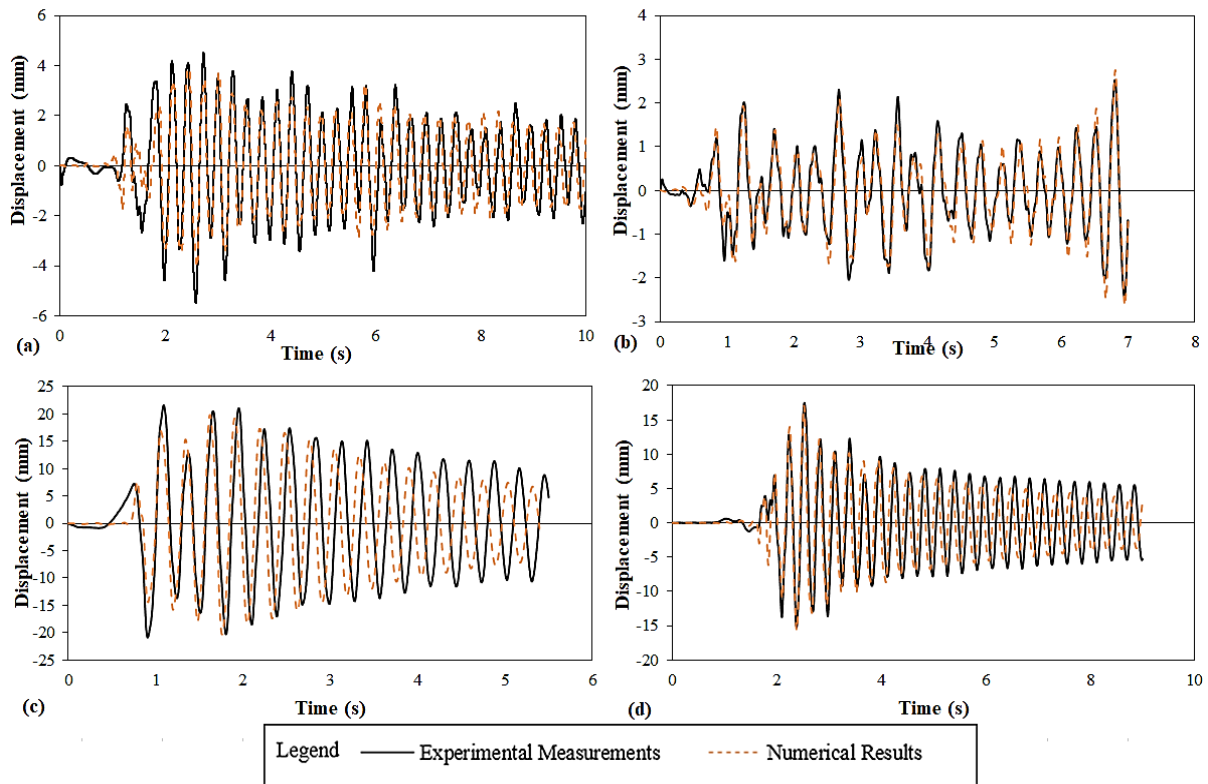 6
4
2
0
-2
-4
-6
Displacement (mm)
0 2 4 6 8 10
Time (s)
(a)
4
3
2
1
0
-1
-2
-3
Displacement (mm)
0 1 2 3 4 5 6 7 8
Time (s)
(b)
25
20
15
10
5
0
-5
-10
-15
-20
-25
Displacement (mm)
0 1 2 3 4 5 6
Time (s)
(c)
20
15
10
5
0
-5
-10
-15
-20
Displacement (mm)
0 2 4 6 8 10
Time (s)
(d)
Legend Experimental Measurements Numerical Results